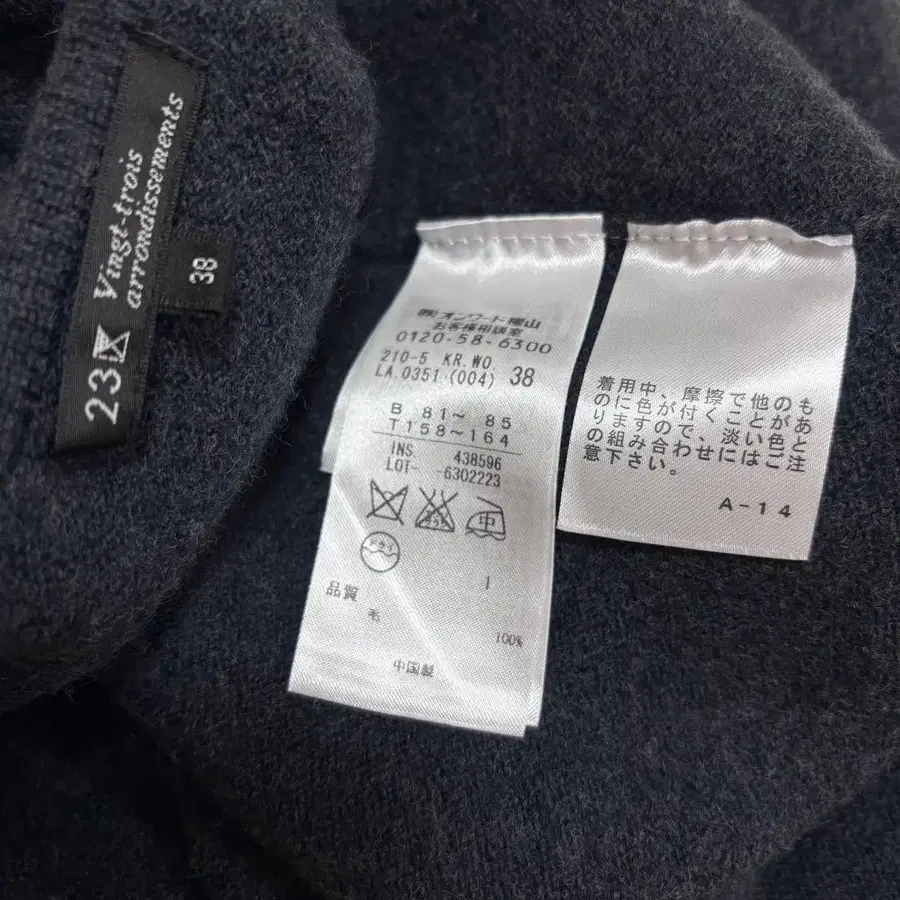 23区 Vingt-trois
arrondissements
38
㈱オンワード樫山
お客様相談室
0120-58-6300
210-5 KR.WO.
LA.0351 (004) 38
B 81～ 85
T158～164
INS 438596
LOT- -6302223
中
ドライ
I
品質
毛
100%
中国製
着用中、摩擦で他のも
のに色が付くことがあ
りますので、淡い色と
の組み合わせにはご注
意下さい。
A-14